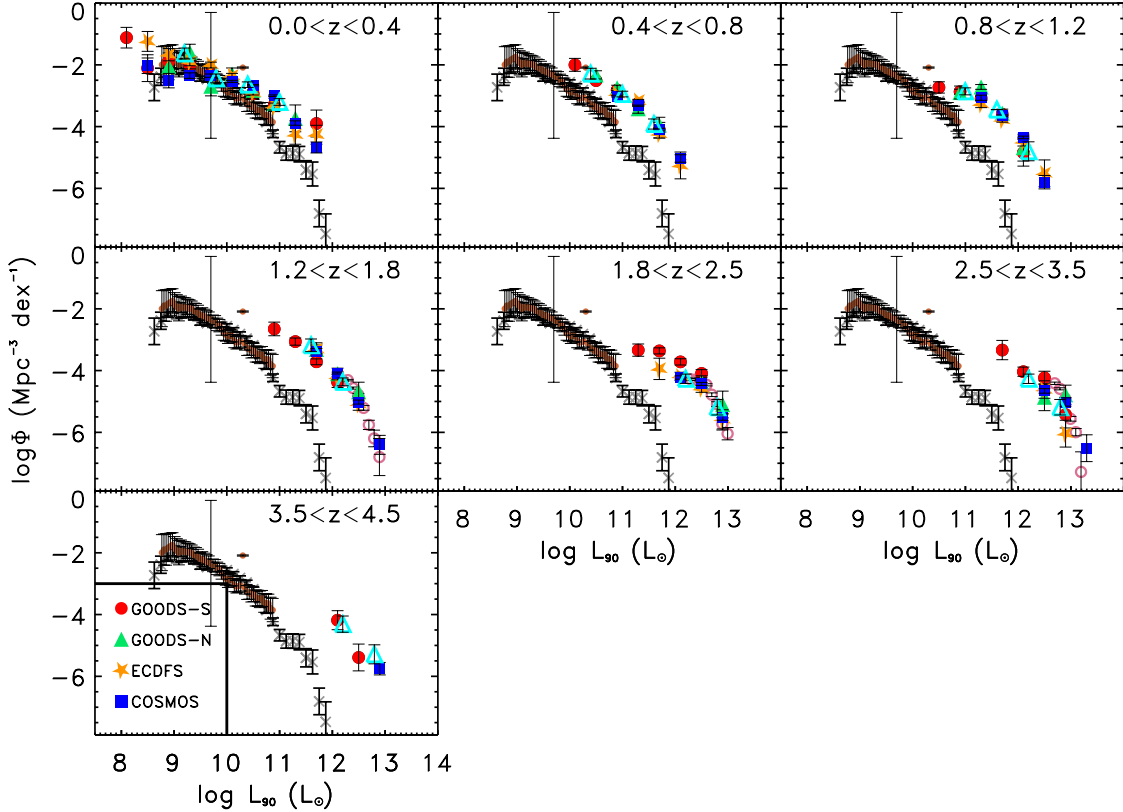 0.0<z<0.4
0.4<z<0.8
0.8<z<1.2
0
−2
−4
−6
1.2<z<1.8
1.8<z<2.5
2.5<z<3.5
0
−2
−4
−6
logΦ (Mpc⁻³ dex⁻¹)
3.5<z<4.5
0
−2
−4
−6
GOODS−S
GOODS−N
ECDFS
COSMOS
8 9 10 11 12 13 14
log L₉₀ (L☉)
8 9 10 11 12 13
log L₉₀ (L☉)
8 9 10 11 12 13
log L₉₀ (L☉)